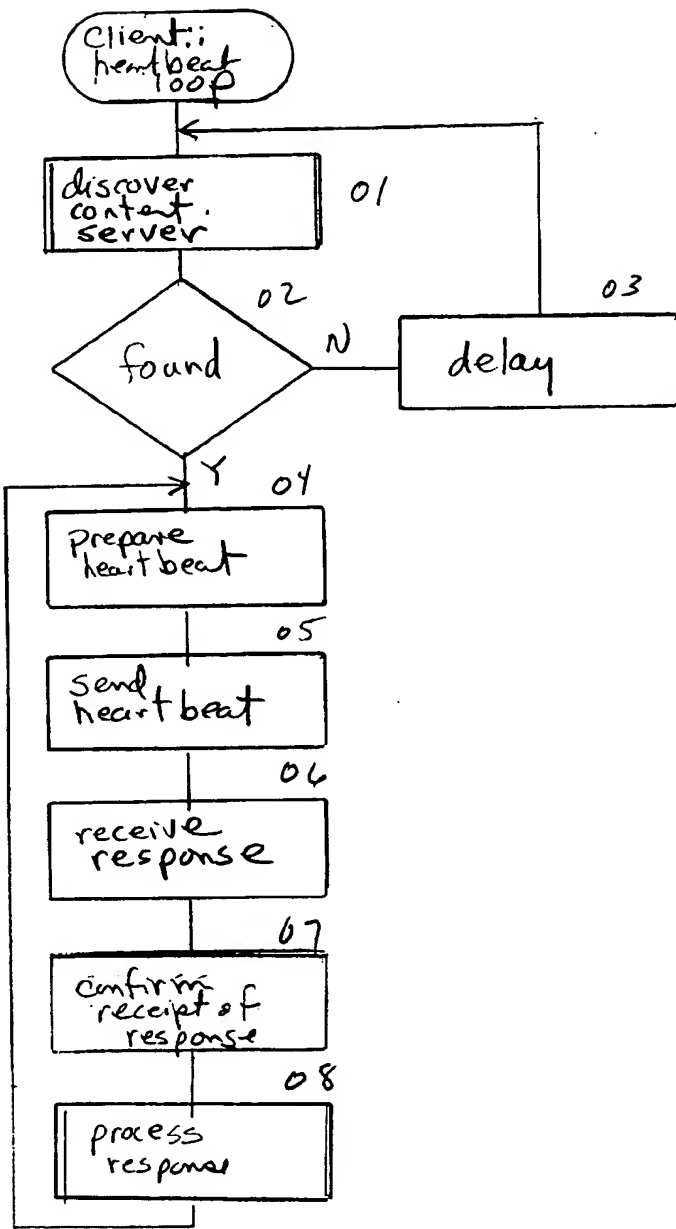 Client::
heartbeat
loop
discover
content
server
01
02
found
N
03
delay
Y
04
prepare
heartbeat
05
send
heartbeat
06
receive
response
07
confirm
receipt of
response
08
process
response